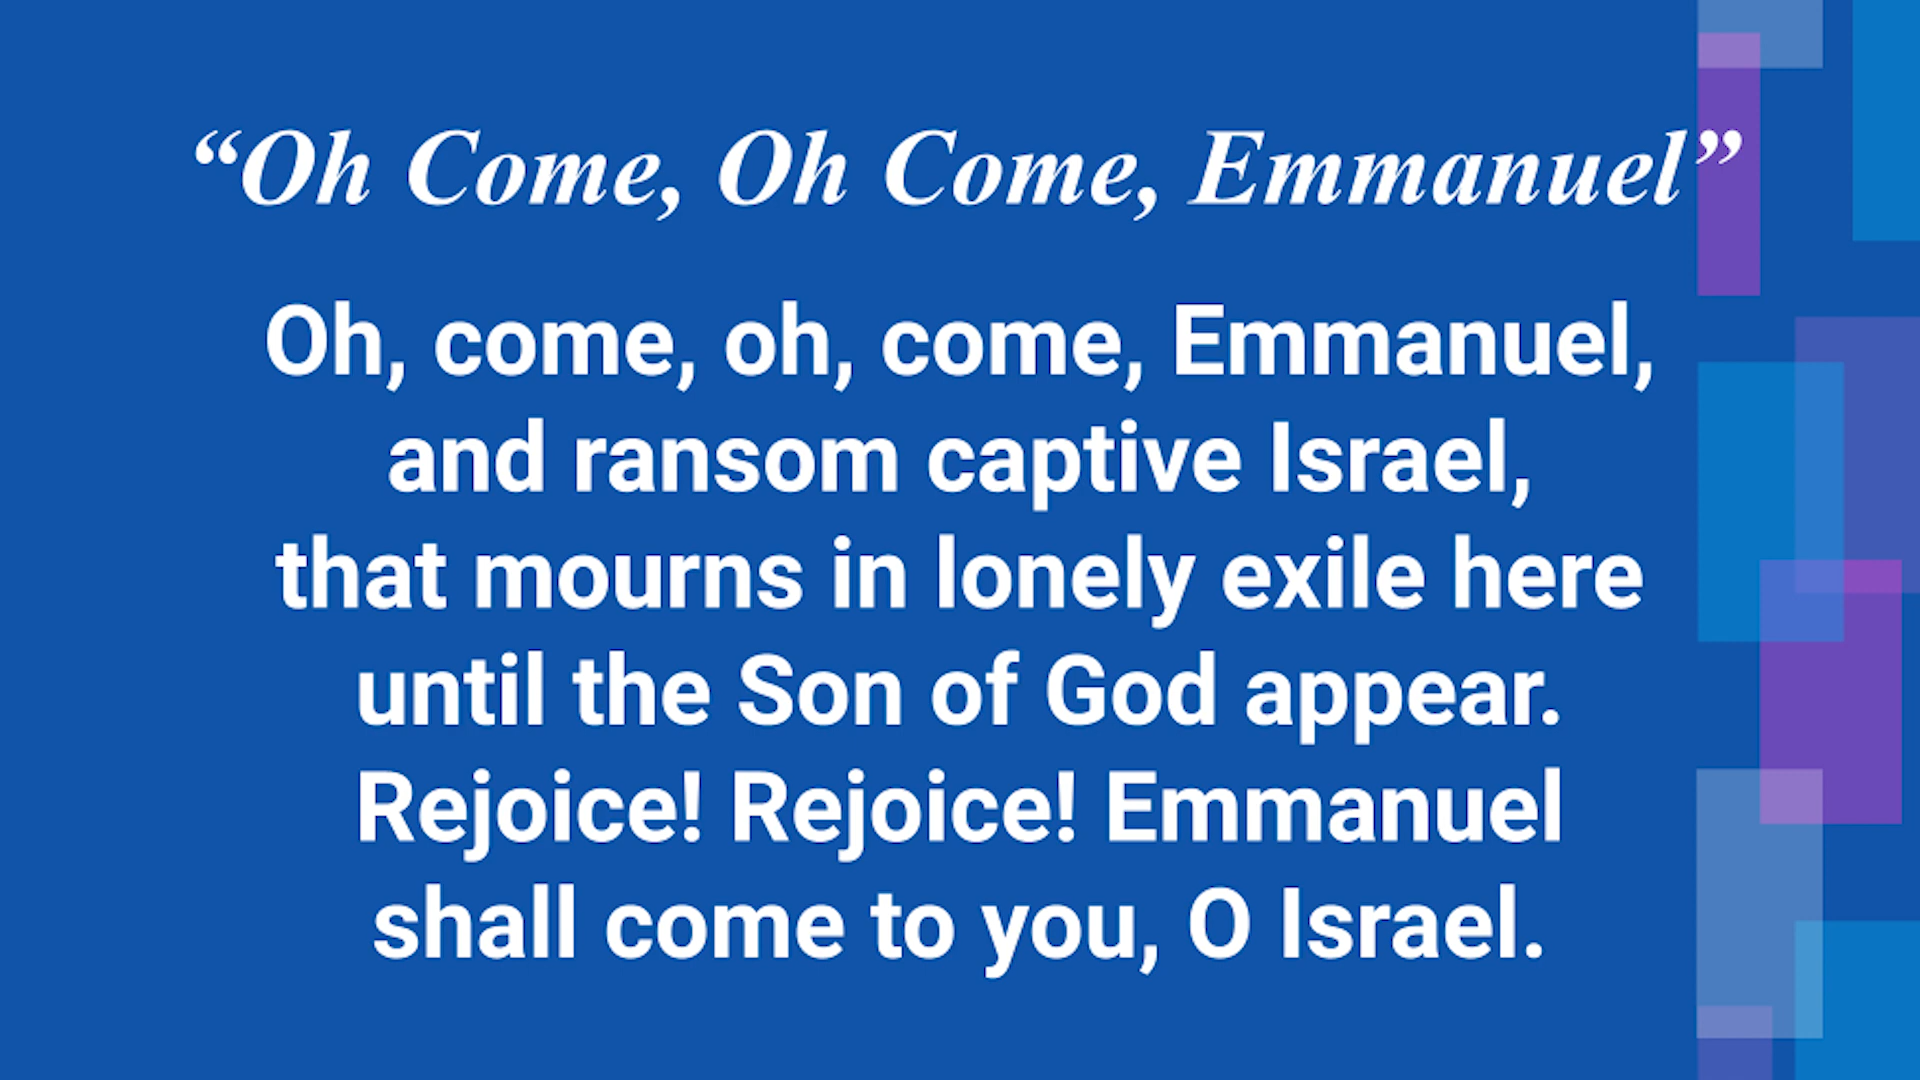 “Oh Come, Oh Come, Emmanuel”
Oh, come, oh, come, Emmanuel,
and ransom captive Israel,
that mourns in lonely exile here
until the Son of God appear.
Rejoice! Rejoice! Emmanuel
shall come to you, O Israel.